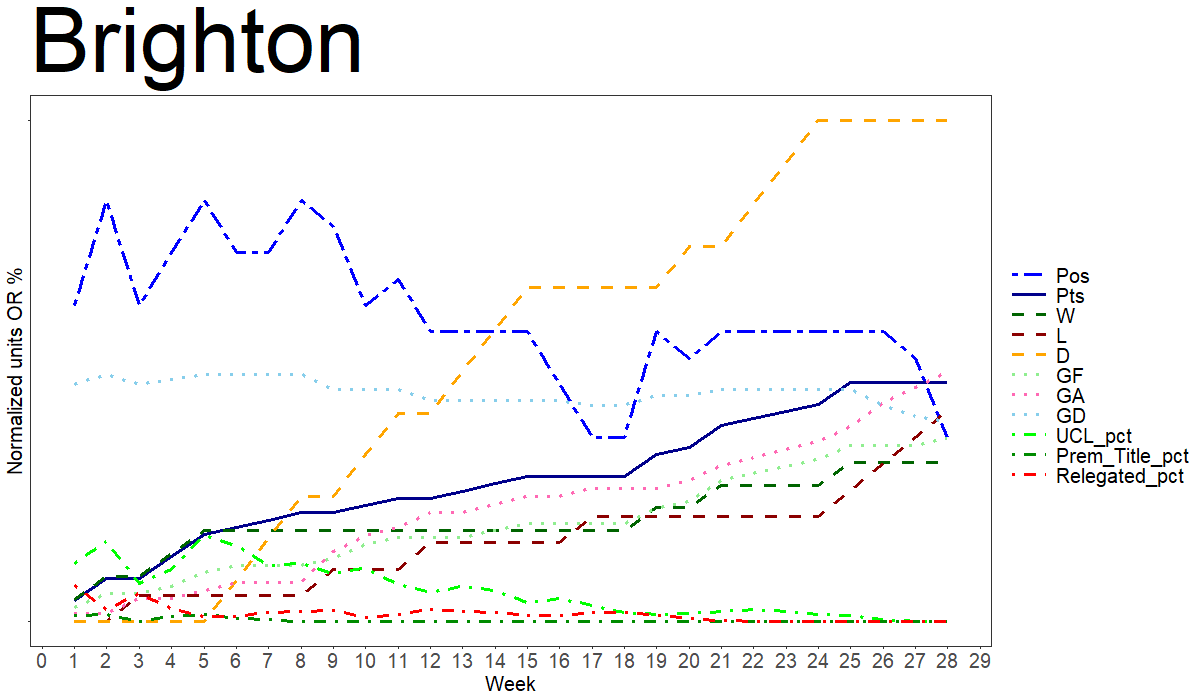 Brighton
Normalized units OR %
Pos
Pts
W
L
D
GF
GA
GD
UCL_pct
Prem_Title_pct
Relegated_pct
0 1 2 3 4 5 6 7 8 9 10 11 12 13 14 15 16 17 18 19 20 21 22 23 24 25 26 27 28 29
Week